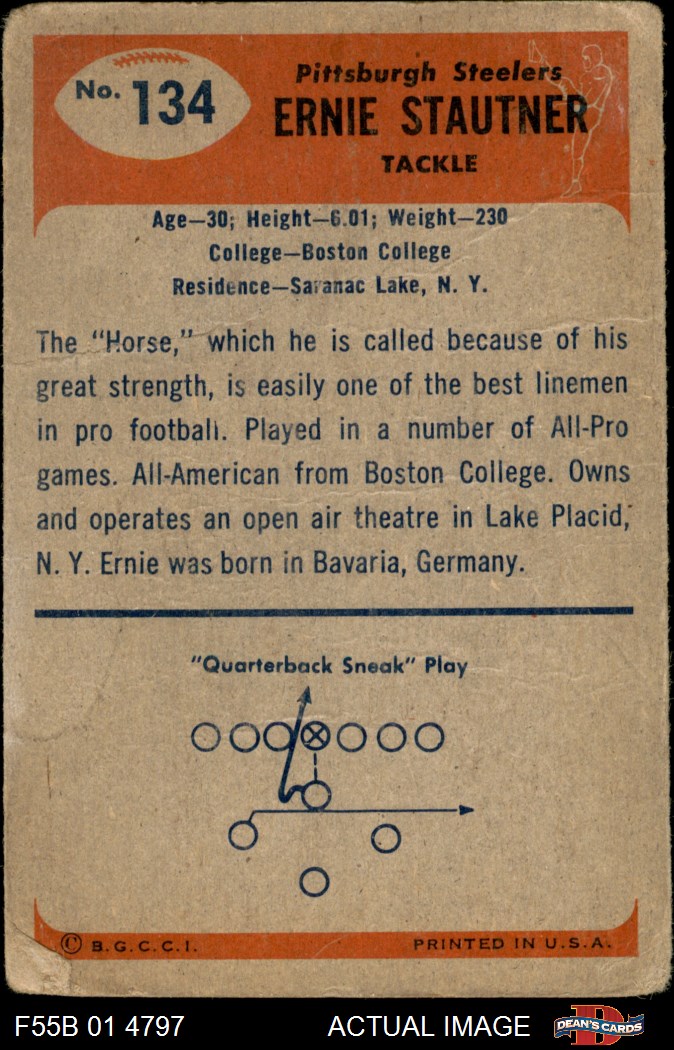 No. 134
Pittsburgh Steelers
ERNIE STAUTNER
TACKLE
Age—30; Height—6.01; Weight—230
College—Boston College
Residence—Saranac Lake, N. Y.
The "Horse," which he is called because of his
great strength, is easily one of the best linemen
in pro football. Played in a number of All-Pro
games. All-American from Boston College. Owns
and operates an open air theatre in Lake Placid,
N. Y. Ernie was born in Bavaria, Germany.
"Quarterback Sneak" Play
© B.G.C.C.I.
PRINTED IN U.S.A.
F55B 01 4797
ACTUAL IMAGE
DEAN'S CARDS